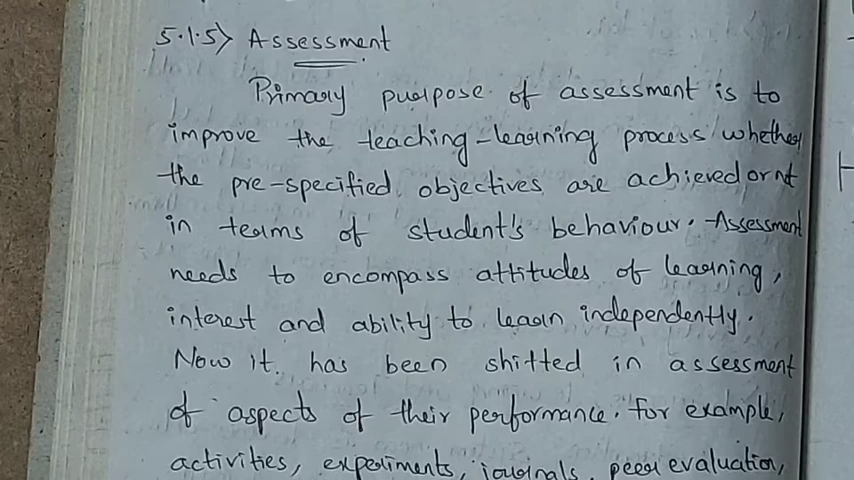 5.1.5> Assessment
Primary purpose of assessment is to
improve the teaching-learning process whether
the pre-specified objectives are achieved or not
in teams of student's behaviour. Assessment
needs to encompass attitudes of learning,
interest and ability to learn independently.
Now it has been shifted in assessment
of aspects of their performance. For example,
activities, experiments, journals, peer evaluation,